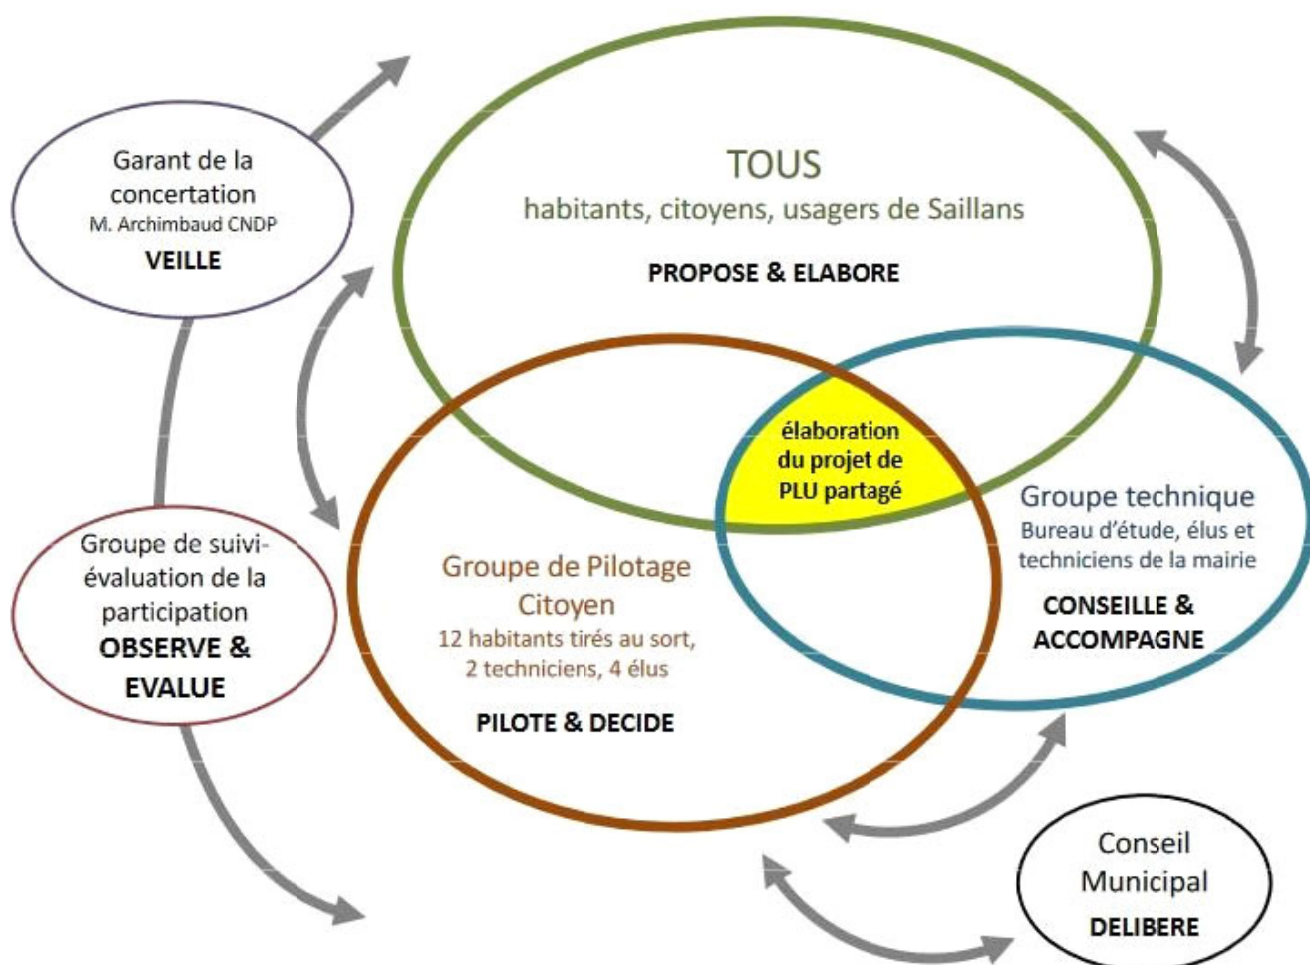 Garant de la
concertation
M. Archimbaud CNDP
VEILLE
TOUS
habitants, citoyens, usagers de Saillans
PROPOSE & ELABORE
élaboration
du projet de
PLU partagé
Groupe technique
Bureau d'étude, élus et
techniciens de la mairie
CONSEILLE &
ACCOMPAGNE
Groupe de suivi-
évaluation de la
participation
OBSERVE &
EVALUE
Groupe de Pilotage
Citoyen
12 habitants tirés au sort,
2 techniciens, 4 élus
PILOTE & DECIDE
Conseil
Municipal
DELIBERE